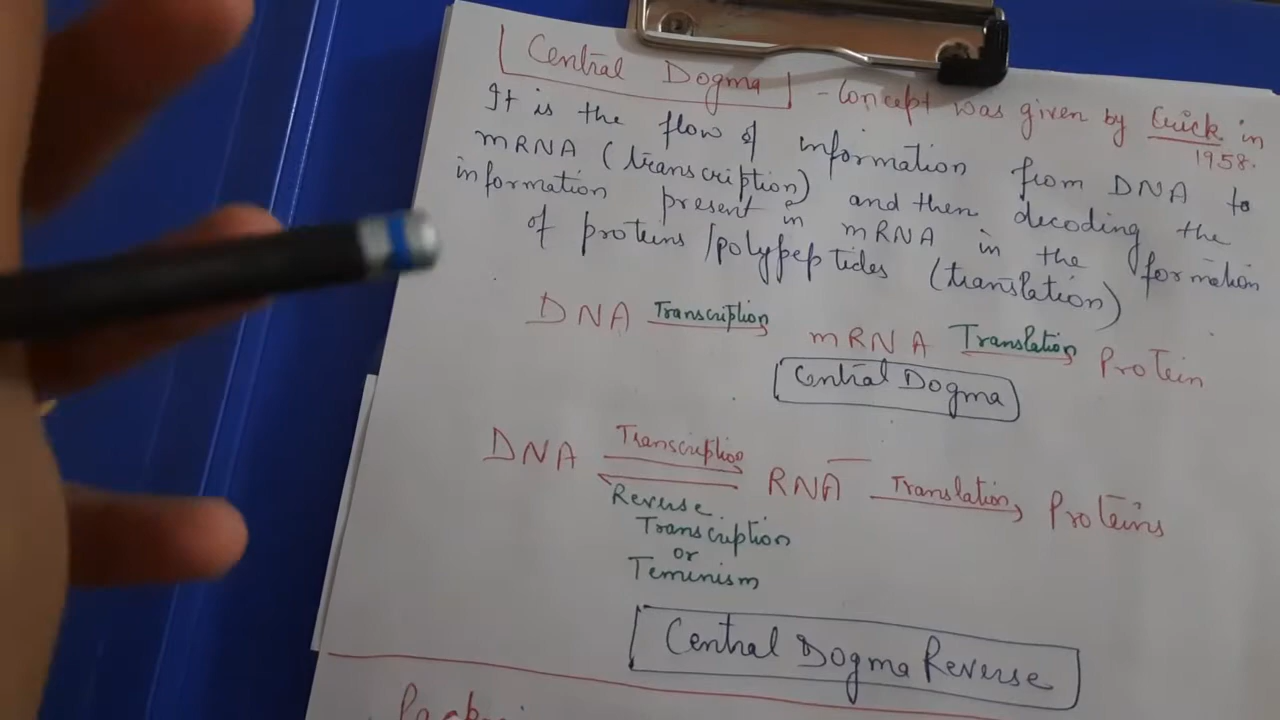 Central Dogma - Concept was given by Crick in 1958.
It is the flow of information from DNA to
mRNA (transcription) and then decoding the
information present in mRNA in the formation
of proteins/polypeptides (translation)
DNA Transcription mRNA Translation Protein
Central Dogma
DNA Transcription RNA Translation Proteins
Reverse
Transcription
or
Teminism
Central Dogma Reverse